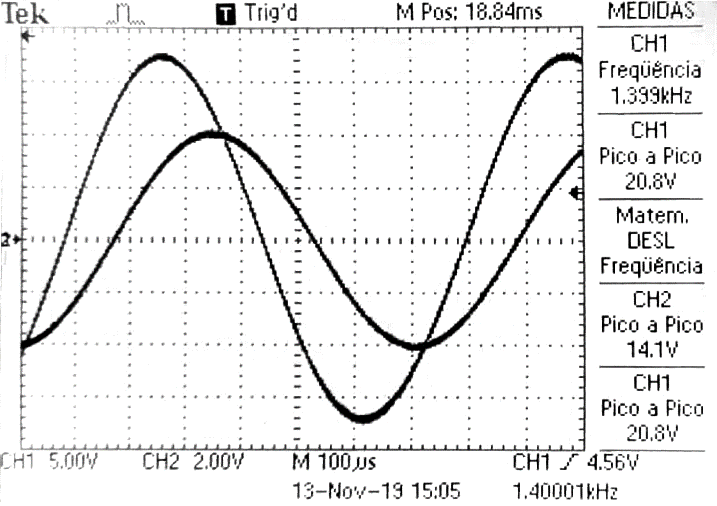 Tek
T Trig'd
M Pos: 18.84ms
MEDIDAS
CH1
Freqüência
1.399kHz
CH1
Pico a Pico
20.8V
Matem.
DESL
Freqüência
CH2
Pico a Pico
14.1V
CH1
Pico a Pico
20.8V
2
CH1 5.00V
CH2 2.00V
M 100µs
CH1
4.56V
13-Nov-19 15:05
1.40001kHz